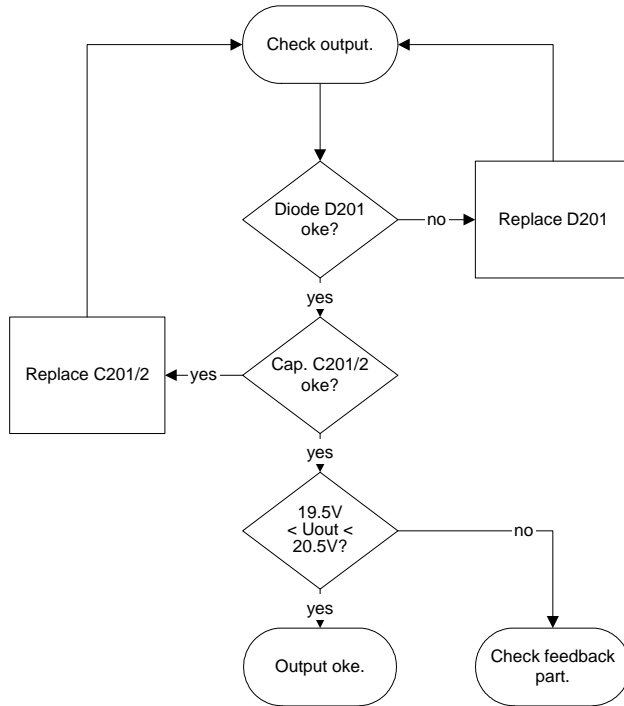 Check output.
Diode D201
oke?
no
Replace D201
yes
Replace C201/2
yes
Cap. C201/2
oke?
yes
19.5V
< Uout <
20.5V?
no
yes
Output oke.
Check feedback
part.